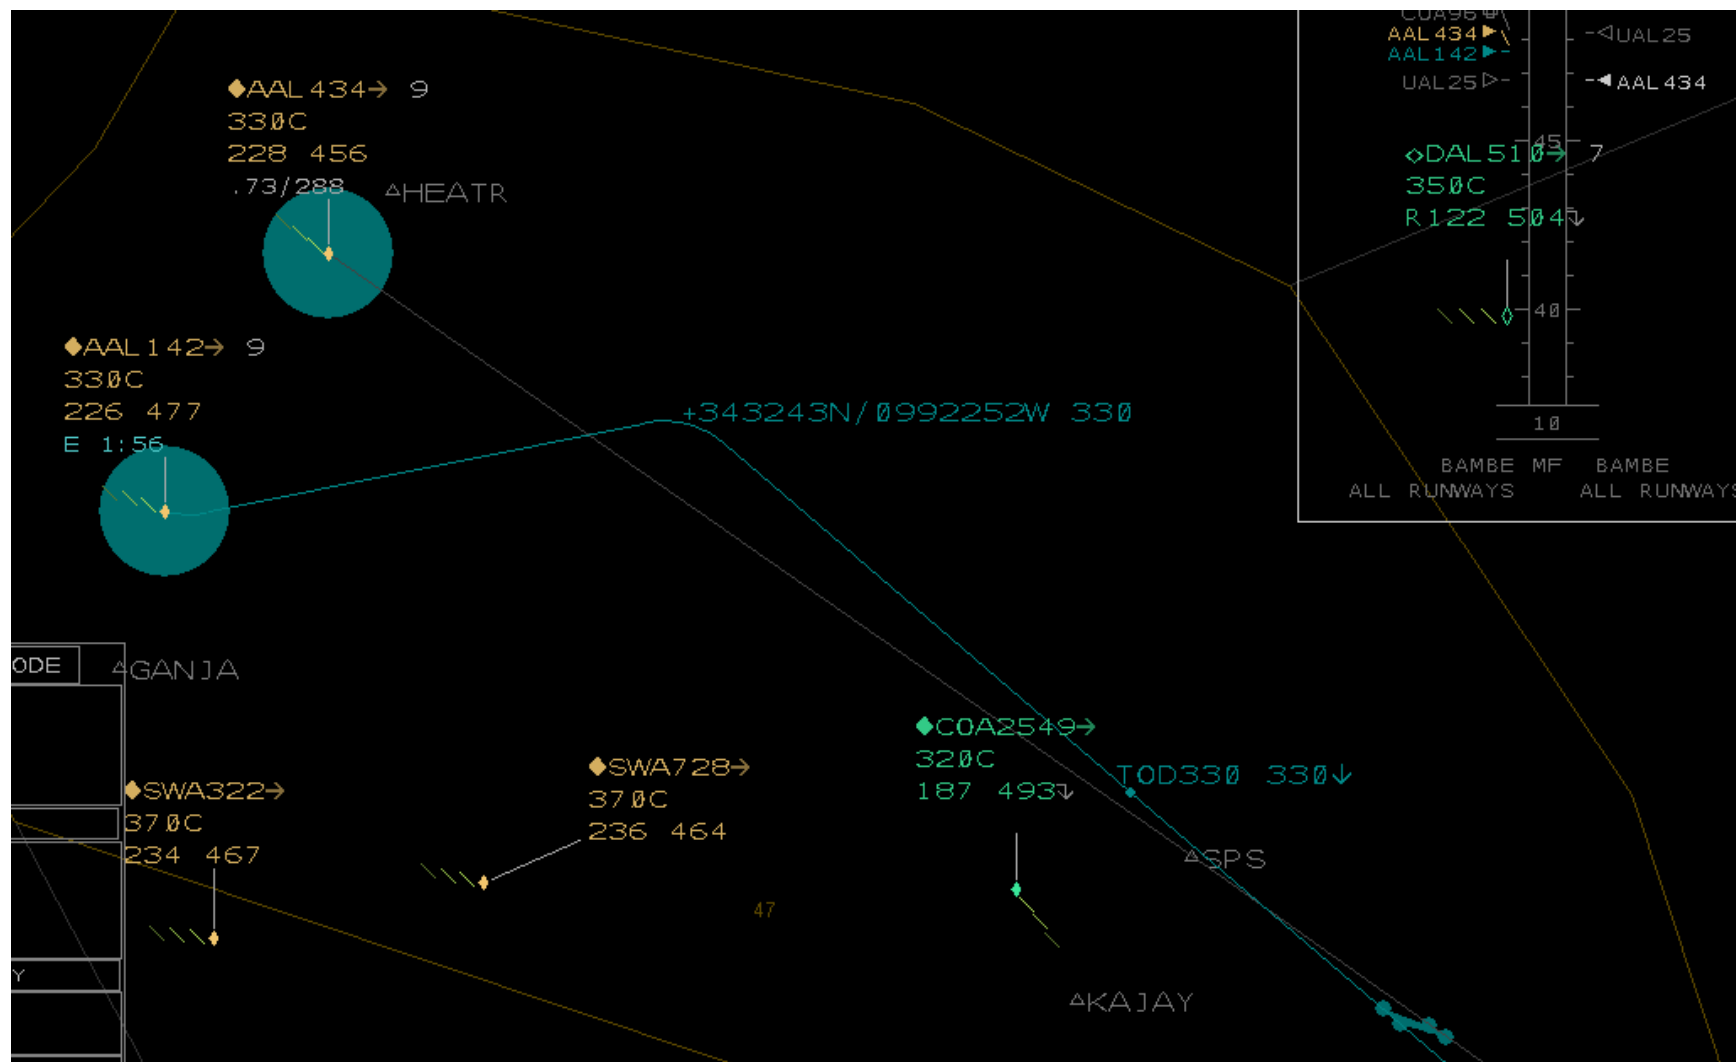 COA96
AAL434
AAL142
UAL25
UAL25
AAL434
45
40
10
BAMBE MF BAMBE
ALL RUNWAYS ALL RUNWAYS
◆AAL434→ 9
330C
228 456
.73/288
△HEATR
◇DAL510→ 7
350C
R122 504
◆AAL142→ 9
330C
226 477
E 1:56
+343243N/0992252W 330
ODE
△GANJA
◆SWA322→
370C
234 467
◆SWA728→
370C
236 464
◆COA2549→
320C
187 493
TOD330 330↓
△SPS
47
Y
△KAJAY